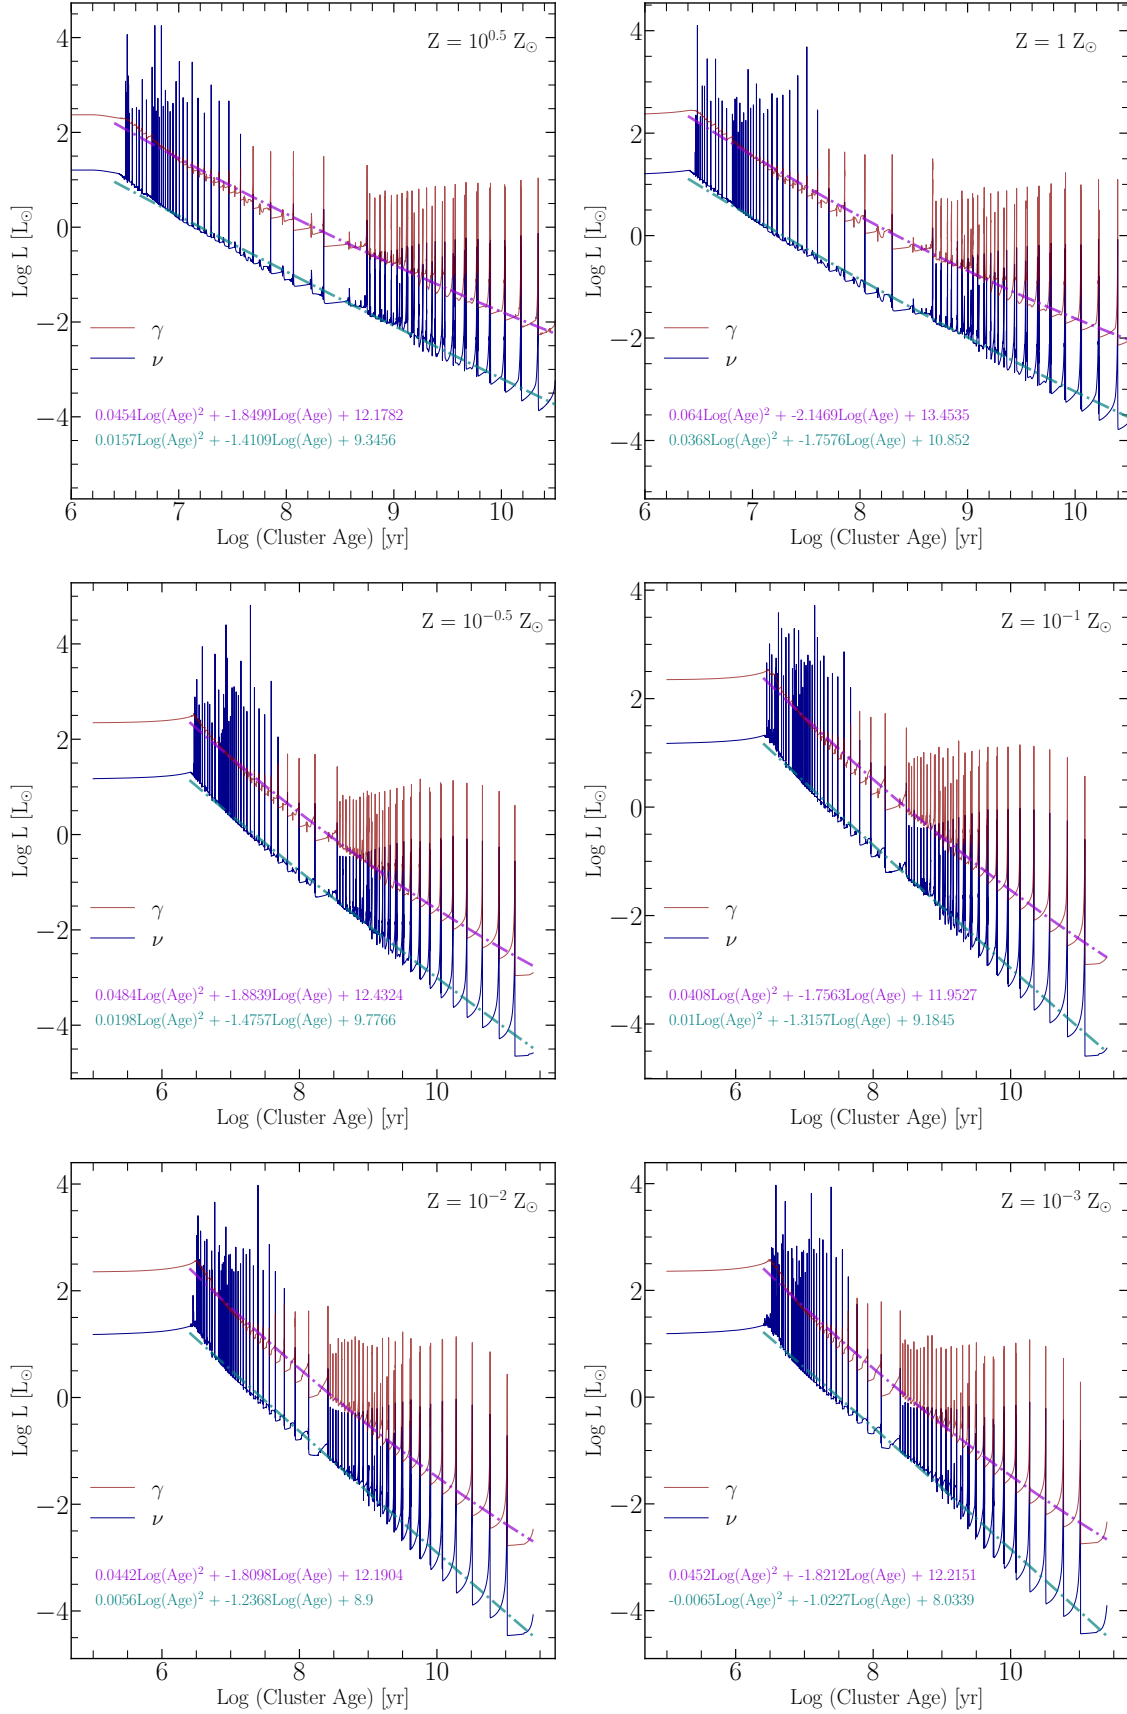 Z = 10^0.5 Z☉
Log L [L☉]
4
2
0
−2
−4
γ
ν
0.0454Log(Age)² + -1.8499Log(Age) + 12.1782
0.0157Log(Age)² + -1.4109Log(Age) + 9.3456
6 7 8 9 10
Log (Cluster Age) [yr]
Z = 1 Z☉
Log L [L☉]
4
2
0
−2
−4
γ
ν
0.064Log(Age)² + -2.1469Log(Age) + 13.4535
0.0368Log(Age)² + -1.7576Log(Age) + 10.852
6 7 8 9 10
Log (Cluster Age) [yr]
Z = 10^−0.5 Z☉
Log L [L☉]
4
2
0
−2
−4
γ
ν
0.0484Log(Age)² + -1.8839Log(Age) + 12.4324
0.0198Log(Age)² + -1.4757Log(Age) + 9.7766
6 8 10
Log (Cluster Age) [yr]
Z = 10^−1 Z☉
Log L [L☉]
4
2
0
−2
−4
γ
ν
0.0408Log(Age)² + -1.7563Log(Age) + 11.9527
0.01Log(Age)² + -1.3157Log(Age) + 9.1845
6 8 10
Log (Cluster Age) [yr]
Z = 10^−2 Z☉
Log L [L☉]
4
2
0
−2
−4
γ
ν
0.0442Log(Age)² + -1.8098Log(Age) + 12.1904
0.0056Log(Age)² + -1.2368Log(Age) + 8.9
6 8 10
Log (Cluster Age) [yr]
Z = 10^−3 Z☉
Log L [L☉]
4
2
0
−2
−4
γ
ν
0.0452Log(Age)² + -1.8212Log(Age) + 12.2151
-0.0065Log(Age)² + -1.0227Log(Age) + 8.0339
6 8 10
Log (Cluster Age) [yr]